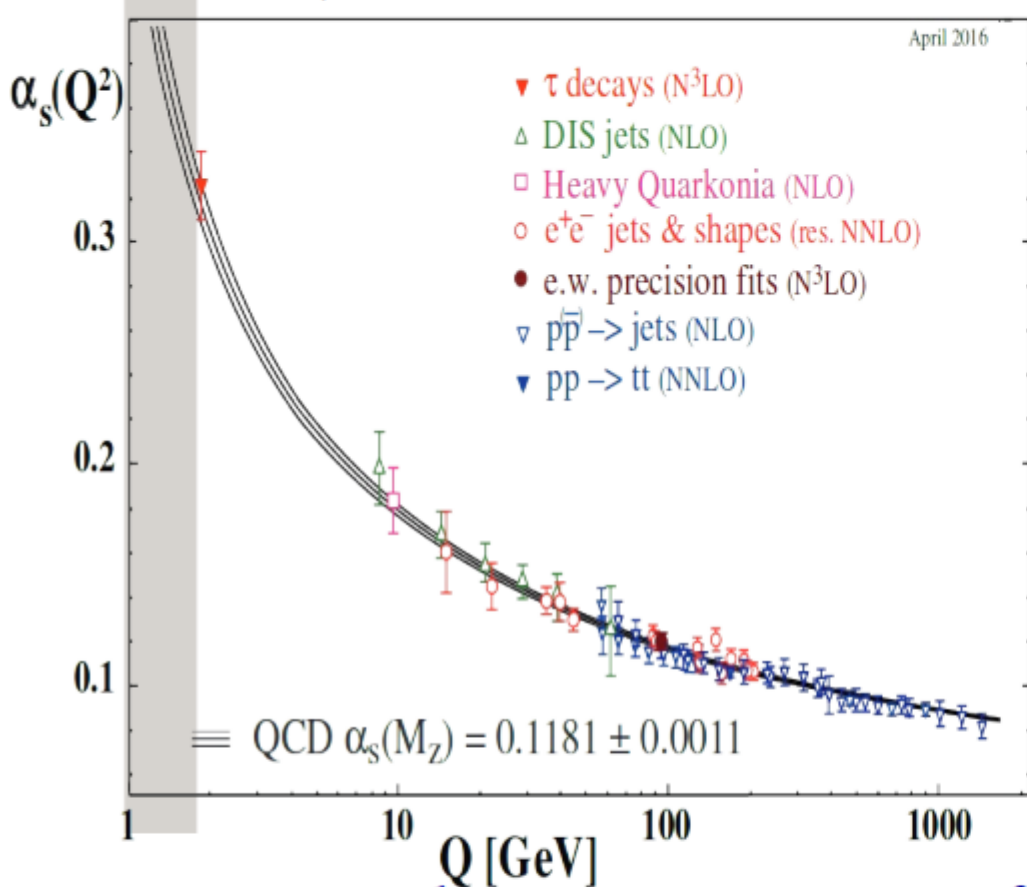 April 2016
αs(Q²)
τ decays (N³LO)
DIS jets (NLO)
Heavy Quarkonia (NLO)
e⁺e⁻ jets & shapes (res. NNLO)
e.w. precision fits (N³LO)
p(p̅) –> jets (NLO)
pp –> tt (NNLO)
0.3
0.2
0.1
QCD αs(Mz) = 0.1181 ± 0.0011
1 10 100 1000
Q [GeV]